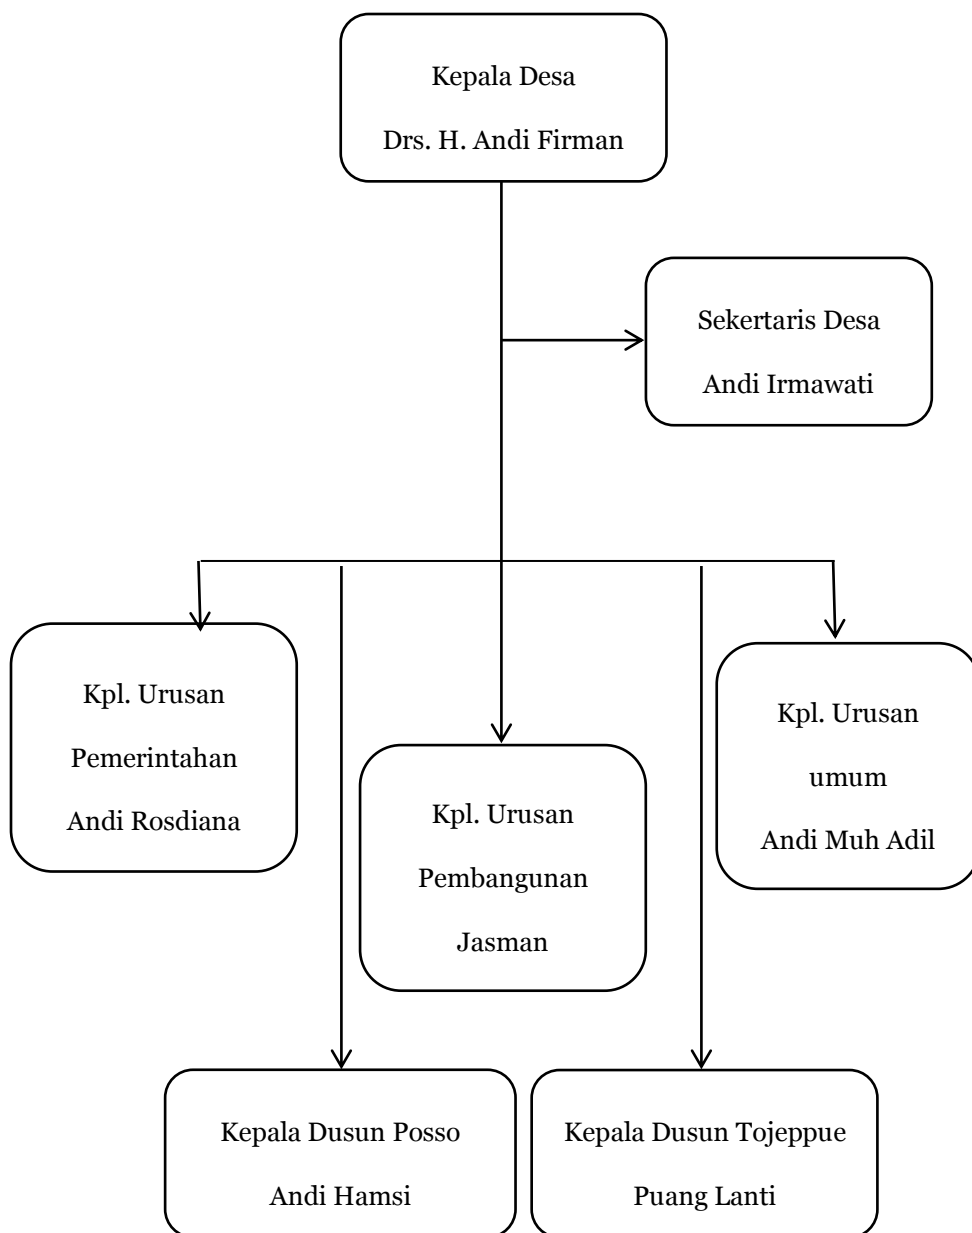 Kepala Desa
Drs. H. Andi Firman
Sekertaris Desa
Andi Irmawati
Kpl. Urusan
Pemerintahan
Andi Rosdiana
Kpl. Urusan
Pembangunan
Jasman
Kpl. Urusan
umum
Andi Muh Adil
Kepala Dusun Posso
Andi Hamsi
Kepala Dusun Tojeppue
Puang Lanti